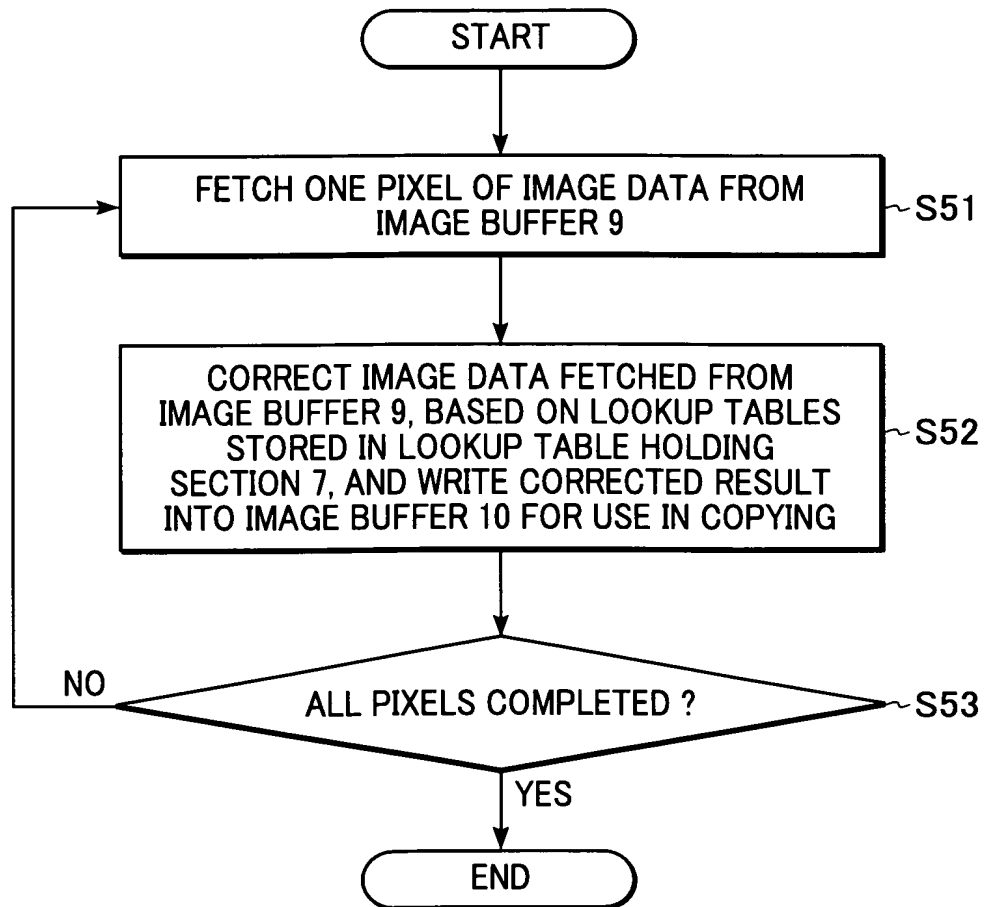 START
FETCH ONE PIXEL OF IMAGE DATA FROM
IMAGE BUFFER 9
S51
CORRECT IMAGE DATA FETCHED FROM
IMAGE BUFFER 9, BASED ON LOOKUP TABLES
STORED IN LOOKUP TABLE HOLDING
SECTION 7, AND WRITE CORRECTED RESULT
INTO IMAGE BUFFER 10 FOR USE IN COPYING
S52
NO
ALL PIXELS COMPLETED ?
S53
YES
END